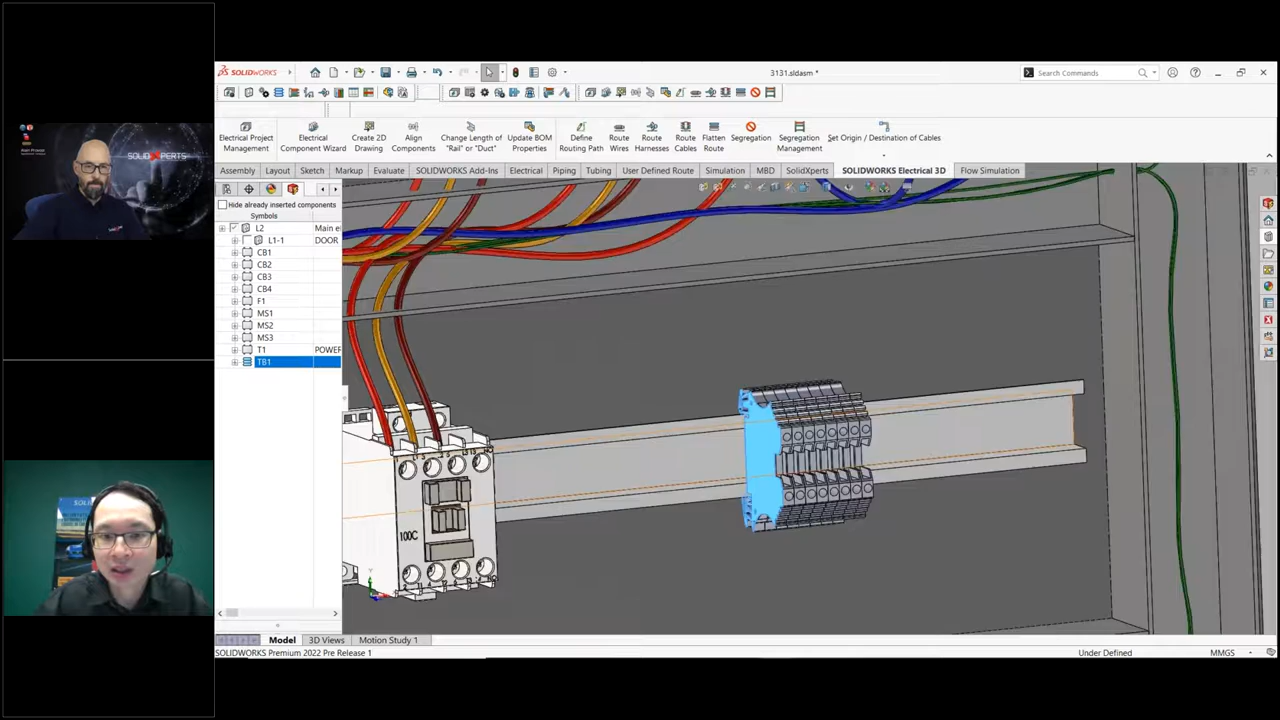 SOLIDWORKS
3131.sldasm *
Search Commands
Electrical Project Management
Electrical Component Wizard
Create 2D Drawing
Align Components
Change Length of "Rail" or "Duct"
Update BOM Properties
Define Routing Path
Route Wires
Route Harnesses
Route Cables
Flatten Route
Segregation
Segregation Management
Set Origin / Destination of Cables
Assembly
Layout
Sketch
Markup
Evaluate
SOLIDWORKS Add-Ins
Electrical
Piping
Tubing
User Defined Route
Simulation
MBD
SolidXperts
SOLIDWORKS Electrical 3D
Flow Simulation
Hide already inserted components
Symbols
L2 Main e
L1-1 DOOR
CB1
CB2
CB3
CB4
F1
MS1
MS2
MS3
T1 POWER
TB1
SOLIDXPERTS
100C
Model
3D Views
Motion Study 1
SOLIDWORKS Premium 2022 Pre Release 1
Under Defined
MMGS